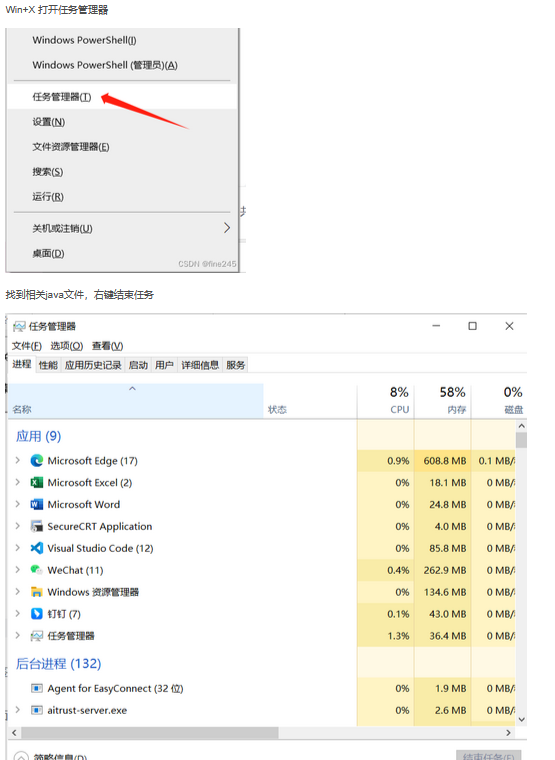 Win+X 打开任务管理器
Windows PowerShell(I)
Windows PowerShell (管理员)(A)
任务管理器(T)
设置(N)
文件资源管理器(E)
搜索(S)
运行(R)
关机或注销(U)
桌面(D)
CSDN @fine245
找到相关java文件，右键结束任务
任务管理器
文件(F) 选项(O) 查看(V)
进程 性能 应用历史记录 启动 用户 详细信息 服务
8% 58% 0%
名称 状态 CPU 内存 磁盘
应用 (9)
Microsoft Edge (17) 0.9% 608.8 MB 0.1 MB/
Microsoft Excel (2) 0% 18.1 MB 0 MB/
Microsoft Word 0% 24.8 MB 0 MB/
SecureCRT Application 0% 4.0 MB 0 MB/
Visual Studio Code (12) 0% 85.8 MB 0 MB/
WeChat (11) 0.4% 262.9 MB 0 MB/
Windows 资源管理器 0% 134.6 MB 0 MB/
钉钉 (7) 0.1% 43.0 MB 0 MB/
任务管理器 1.3% 36.4 MB 0 MB/
后台进程 (132)
Agent for EasyConnect (32 位) 0% 1.9 MB 0 MB/
aitrust-server.exe 0% 2.6 MB 0 MB/
简略信息(D) 结束任务(E)